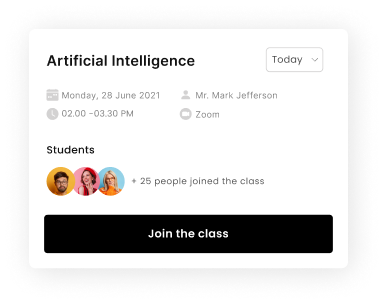 Artificial Intelligence
Today
Monday, 28 June 2021
Mr. Mark Jefferson
02.00 -03.30 PM
Zoom
Students
+ 25 people joined the class
Join the class